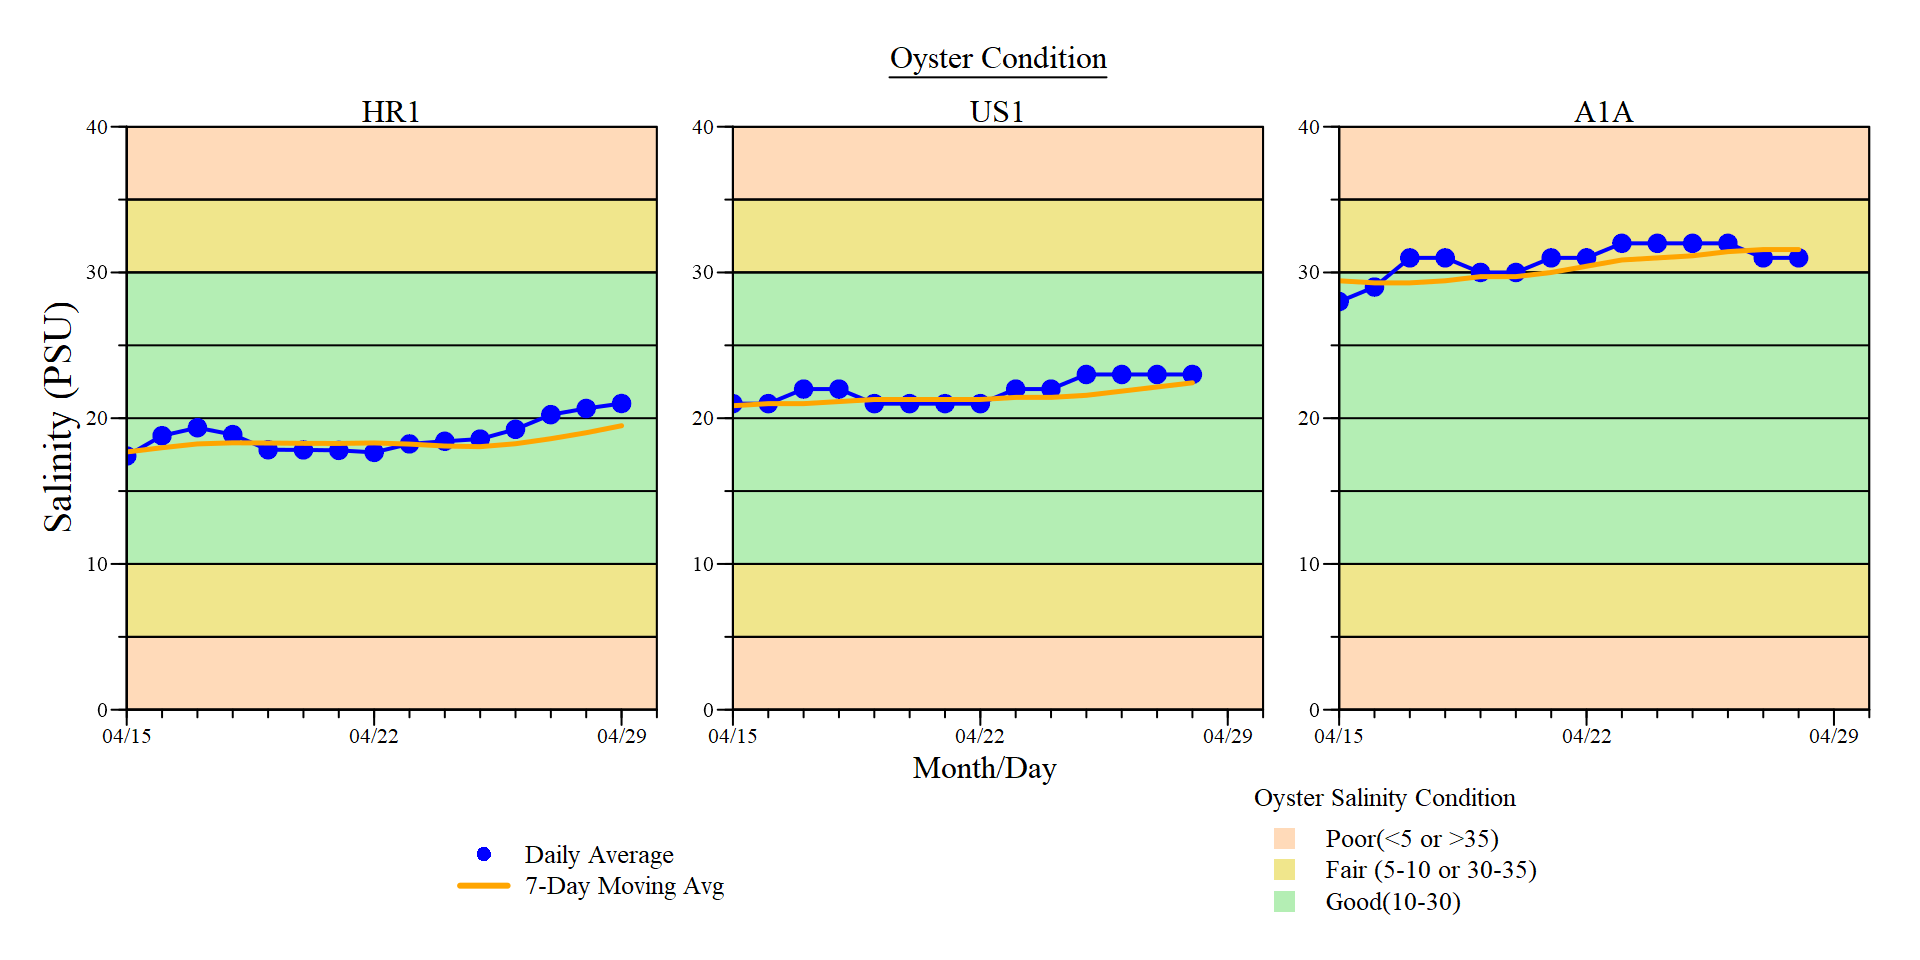 Oyster Condition
HR1
US1
A1A
Salinity (PSU)
40
30
20
10
0
04/15
04/22
04/29
40
30
20
10
0
04/15
04/22
04/29
40
30
20
10
0
04/15
04/22
04/29
Month/Day
Daily Average
7-Day Moving Avg
Oyster Salinity Condition
Poor(<5 or >35)
Fair (5-10 or 30-35)
Good(10-30)